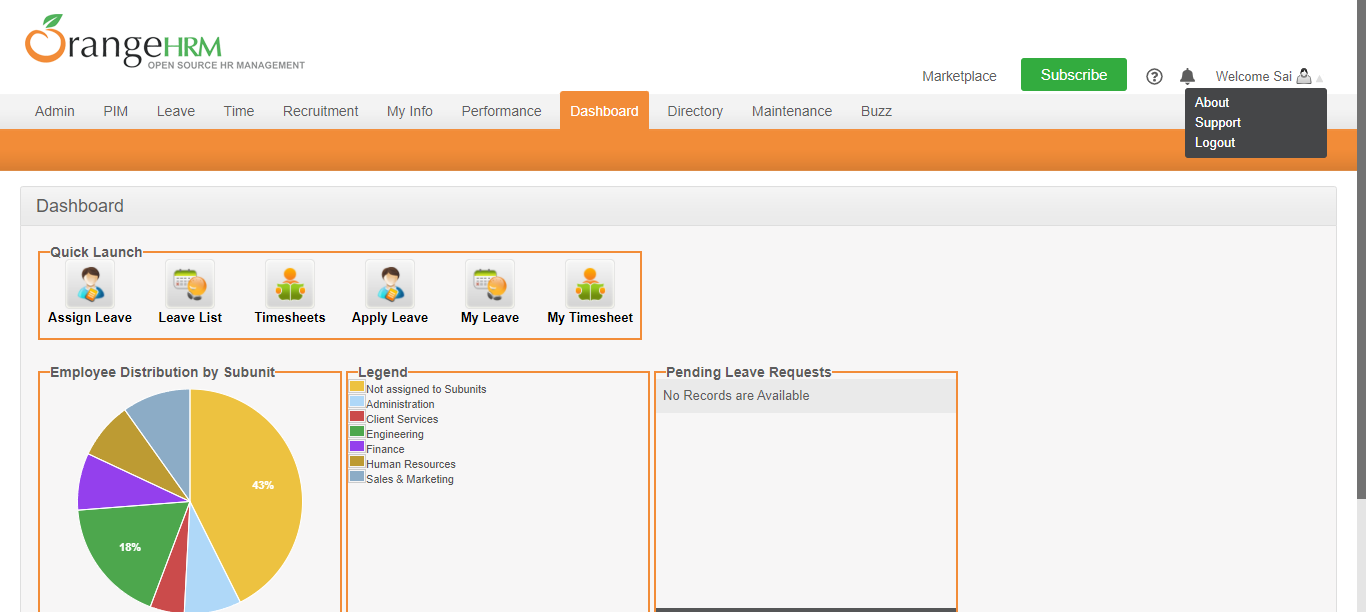 OrangeHRM
OPEN SOURCE HR MANAGEMENT
Marketplace Subscribe ? Welcome Sai
About
Support
Logout
Admin PIM Leave Time Recruitment My Info Performance Dashboard Directory Maintenance Buzz
Dashboard
Quick Launch
Assign Leave Leave List Timesheets Apply Leave My Leave My Timesheet
Employee Distribution by Subunit
43%
18%
Legend
Not assigned to Subunits
Administration
Client Services
Engineering
Finance
Human Resources
Sales & Marketing
Pending Leave Requests
No Records are Available